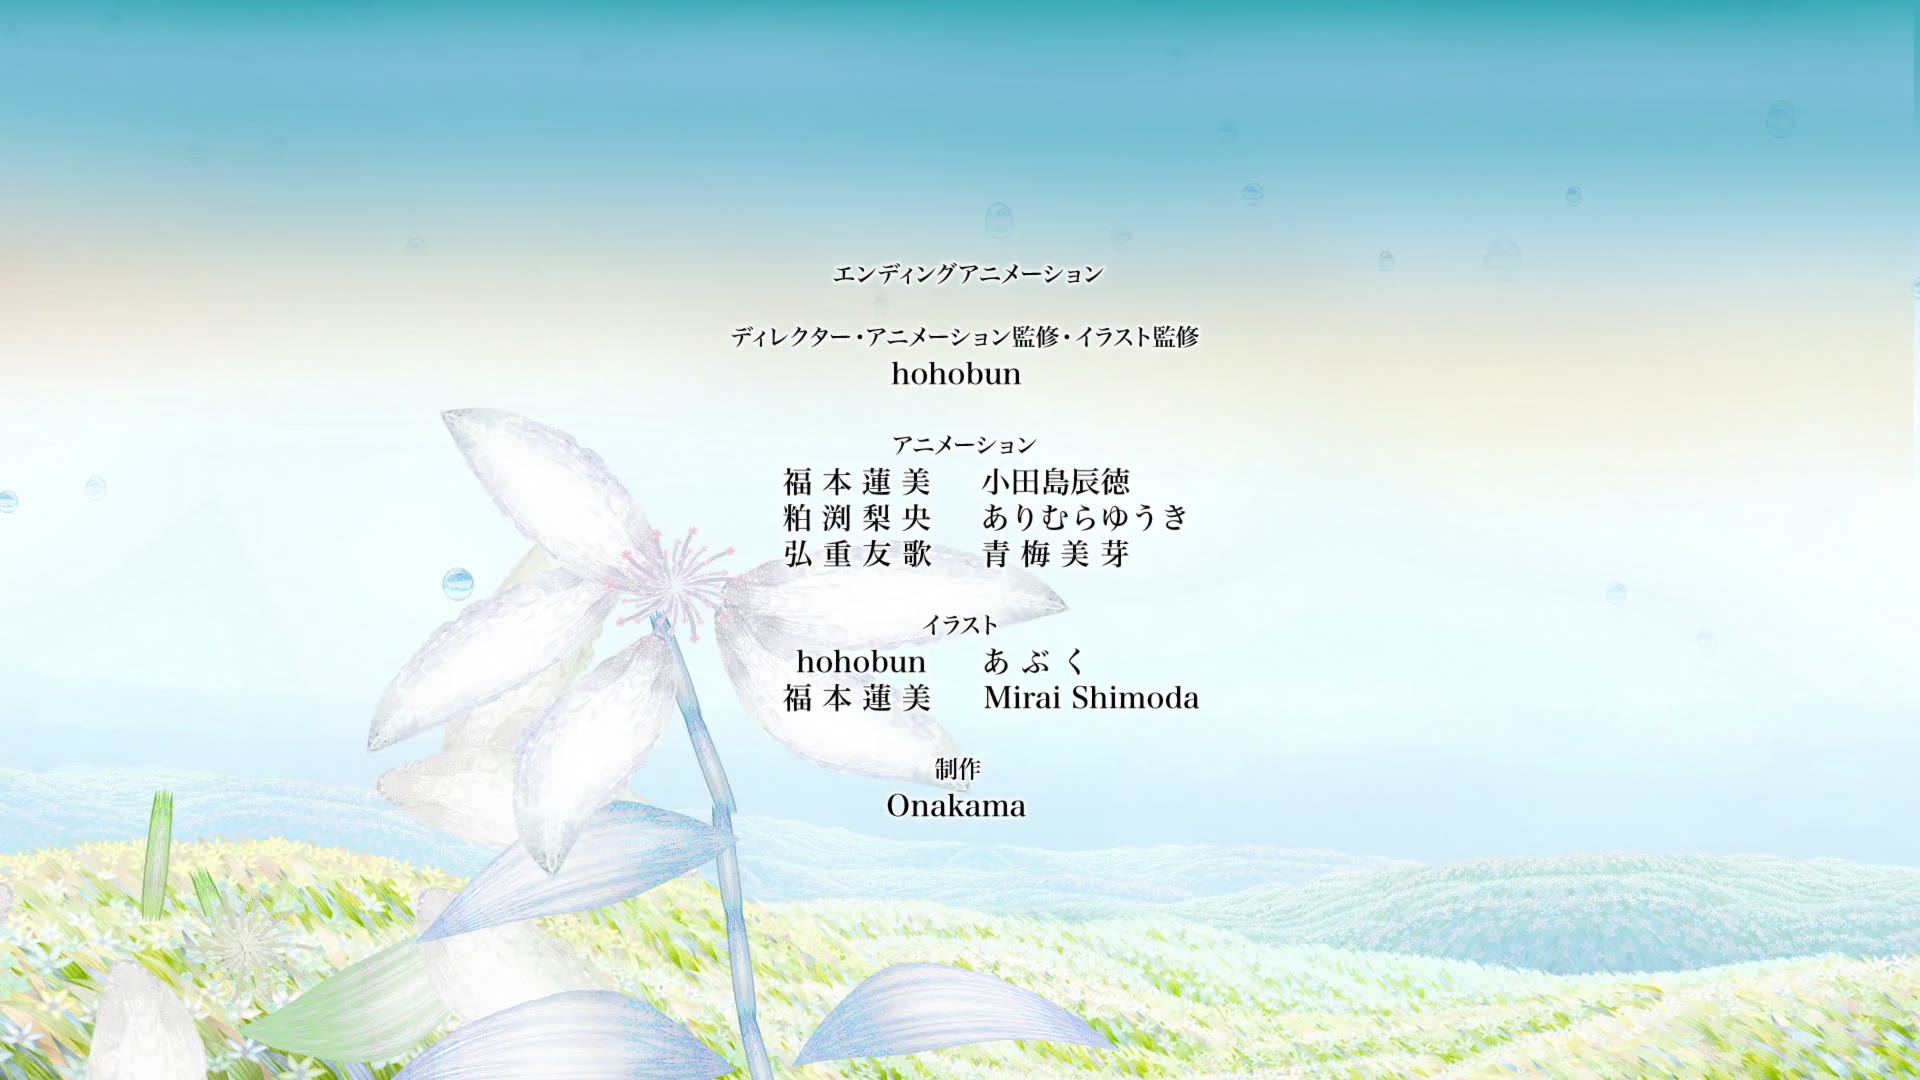 エンディングアニメーション
ディレクター・アニメーション監修・イラスト監修
hohobun
アニメーション
福本蓮美 小田島辰徳
粕渕梨央 ありむらゆうき
弘重友歌 青梅美芽
イラスト
hohobun あぶく
福本蓮美 Mirai Shimoda
制作
Onakama